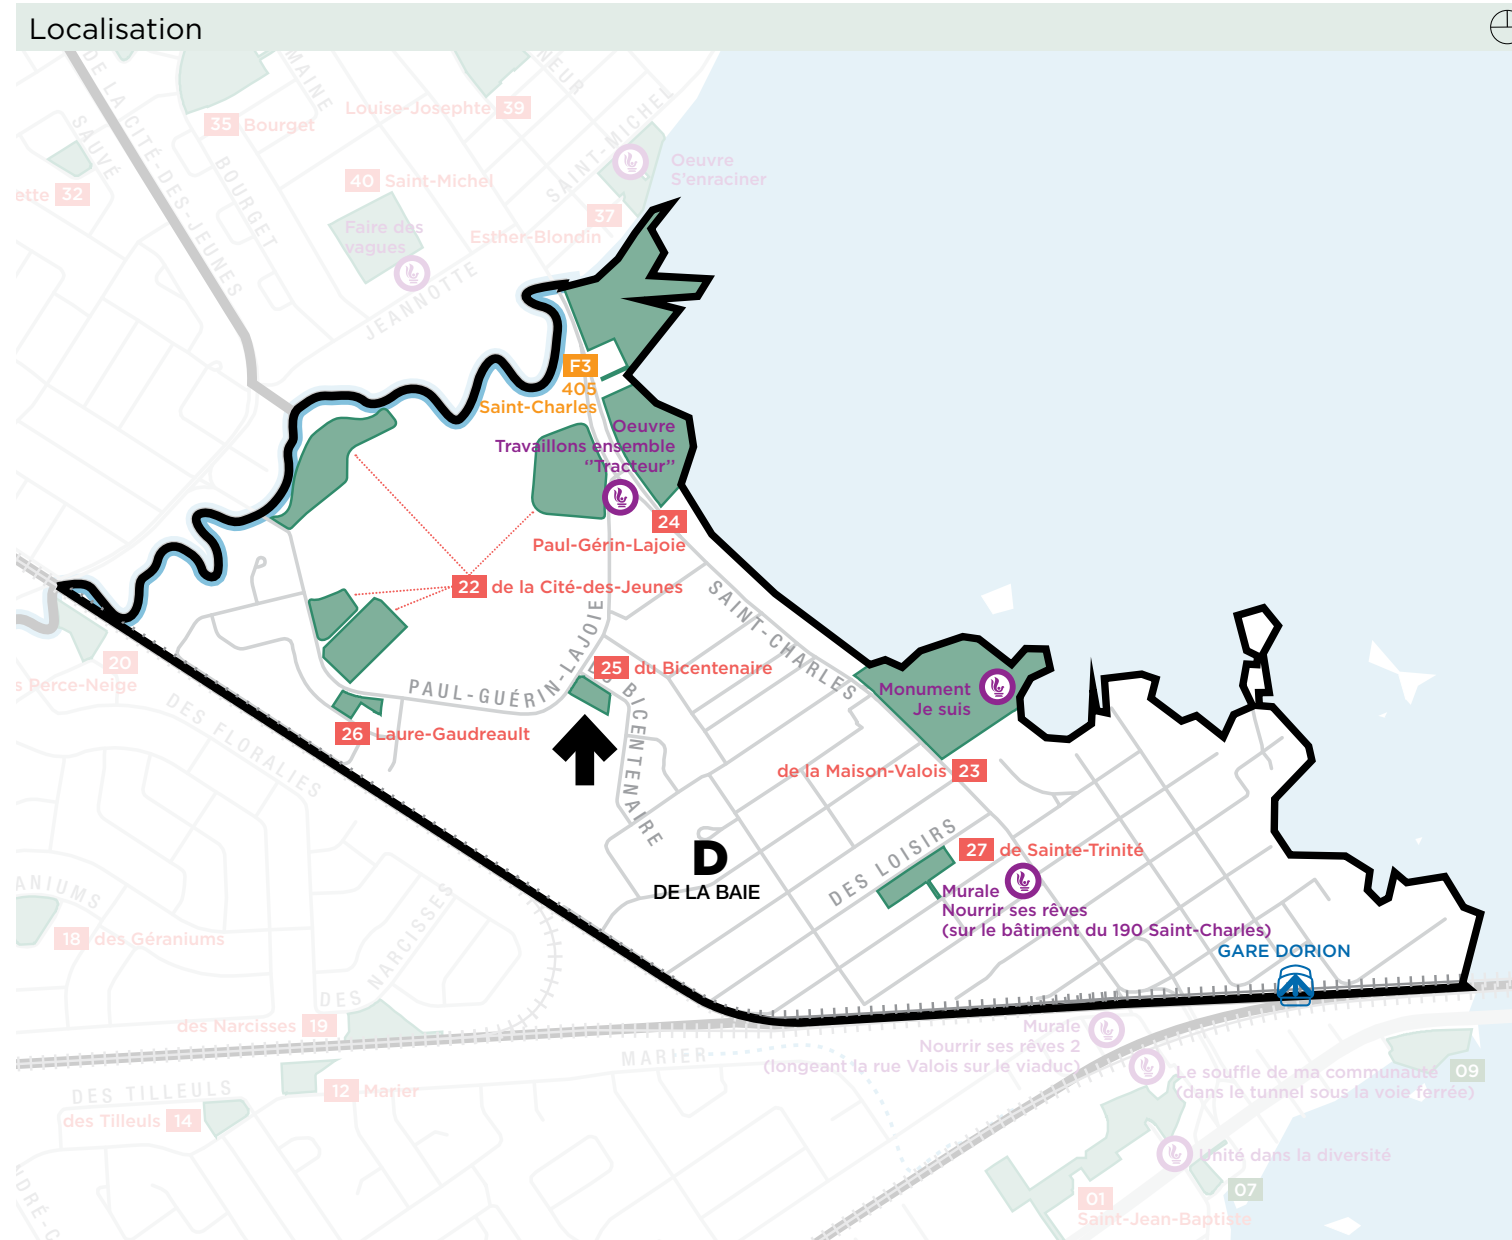 Localisation
DE LA CITÉ-DES-JEUNES
SAUVÉ
35 Bourget
BOURGET
Louise-Josephte 39
40 Saint-Michel
SAINT-MICHEL
Oeuvre
S'enraciner
ette 32
Faire des
vagues
37
Esther-Blondin
JEANNOTTE
F3
405
Saint-Charles
Oeuvre
Travaillons ensemble
‘’Tracteur’’
24
Paul-Gérin-Lajoie
22 de la Cité-des-Jeunes
SAINT-CHARLES
20
s Perce-Neige
25 du Bicentenaire
PAUL-GUÉRIN-LAJOIE
BICENTENAIRE
Monument
Je suis
DES FLORALIES
26 Laure-Gaudreault
de la Maison-Valois 23
DES LOISIRS
27 de Sainte-Trinité
D
DE LA BAIE
Murale
Nourrir ses rêves
(sur le bâtiment du 190 Saint-Charles)
GARE DORION
ANIUMS
18 des Géraniums
DES NARCISSES
des Narcisses 19
MARIER
Murale
Nourrir ses rêves 2
(longeant la rue Valois sur le viaduc)
Le souffle de ma communauté 09
(dans le tunnel sous la voie ferrée)
DES TILLEULS
12 Marier
des Tilleuls 14
Unité dans la diversité
07
01
Saint-Jean-Baptiste